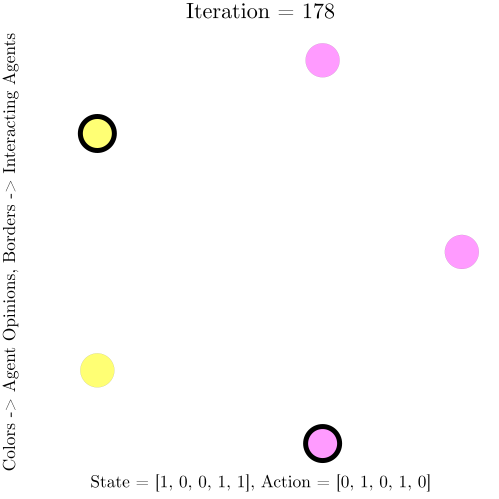 Iteration = 178
Colors -> Agent Opinions, Borders -> Interacting Agents
State = [1, 0, 0, 1, 1], Action = [0, 1, 0, 1, 0]